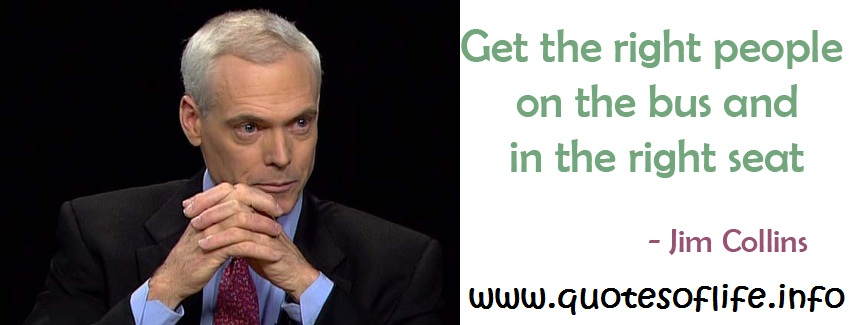 Get the right people
on the bus and
in the right seat
- Jim Collins
www.quotesoflife.info